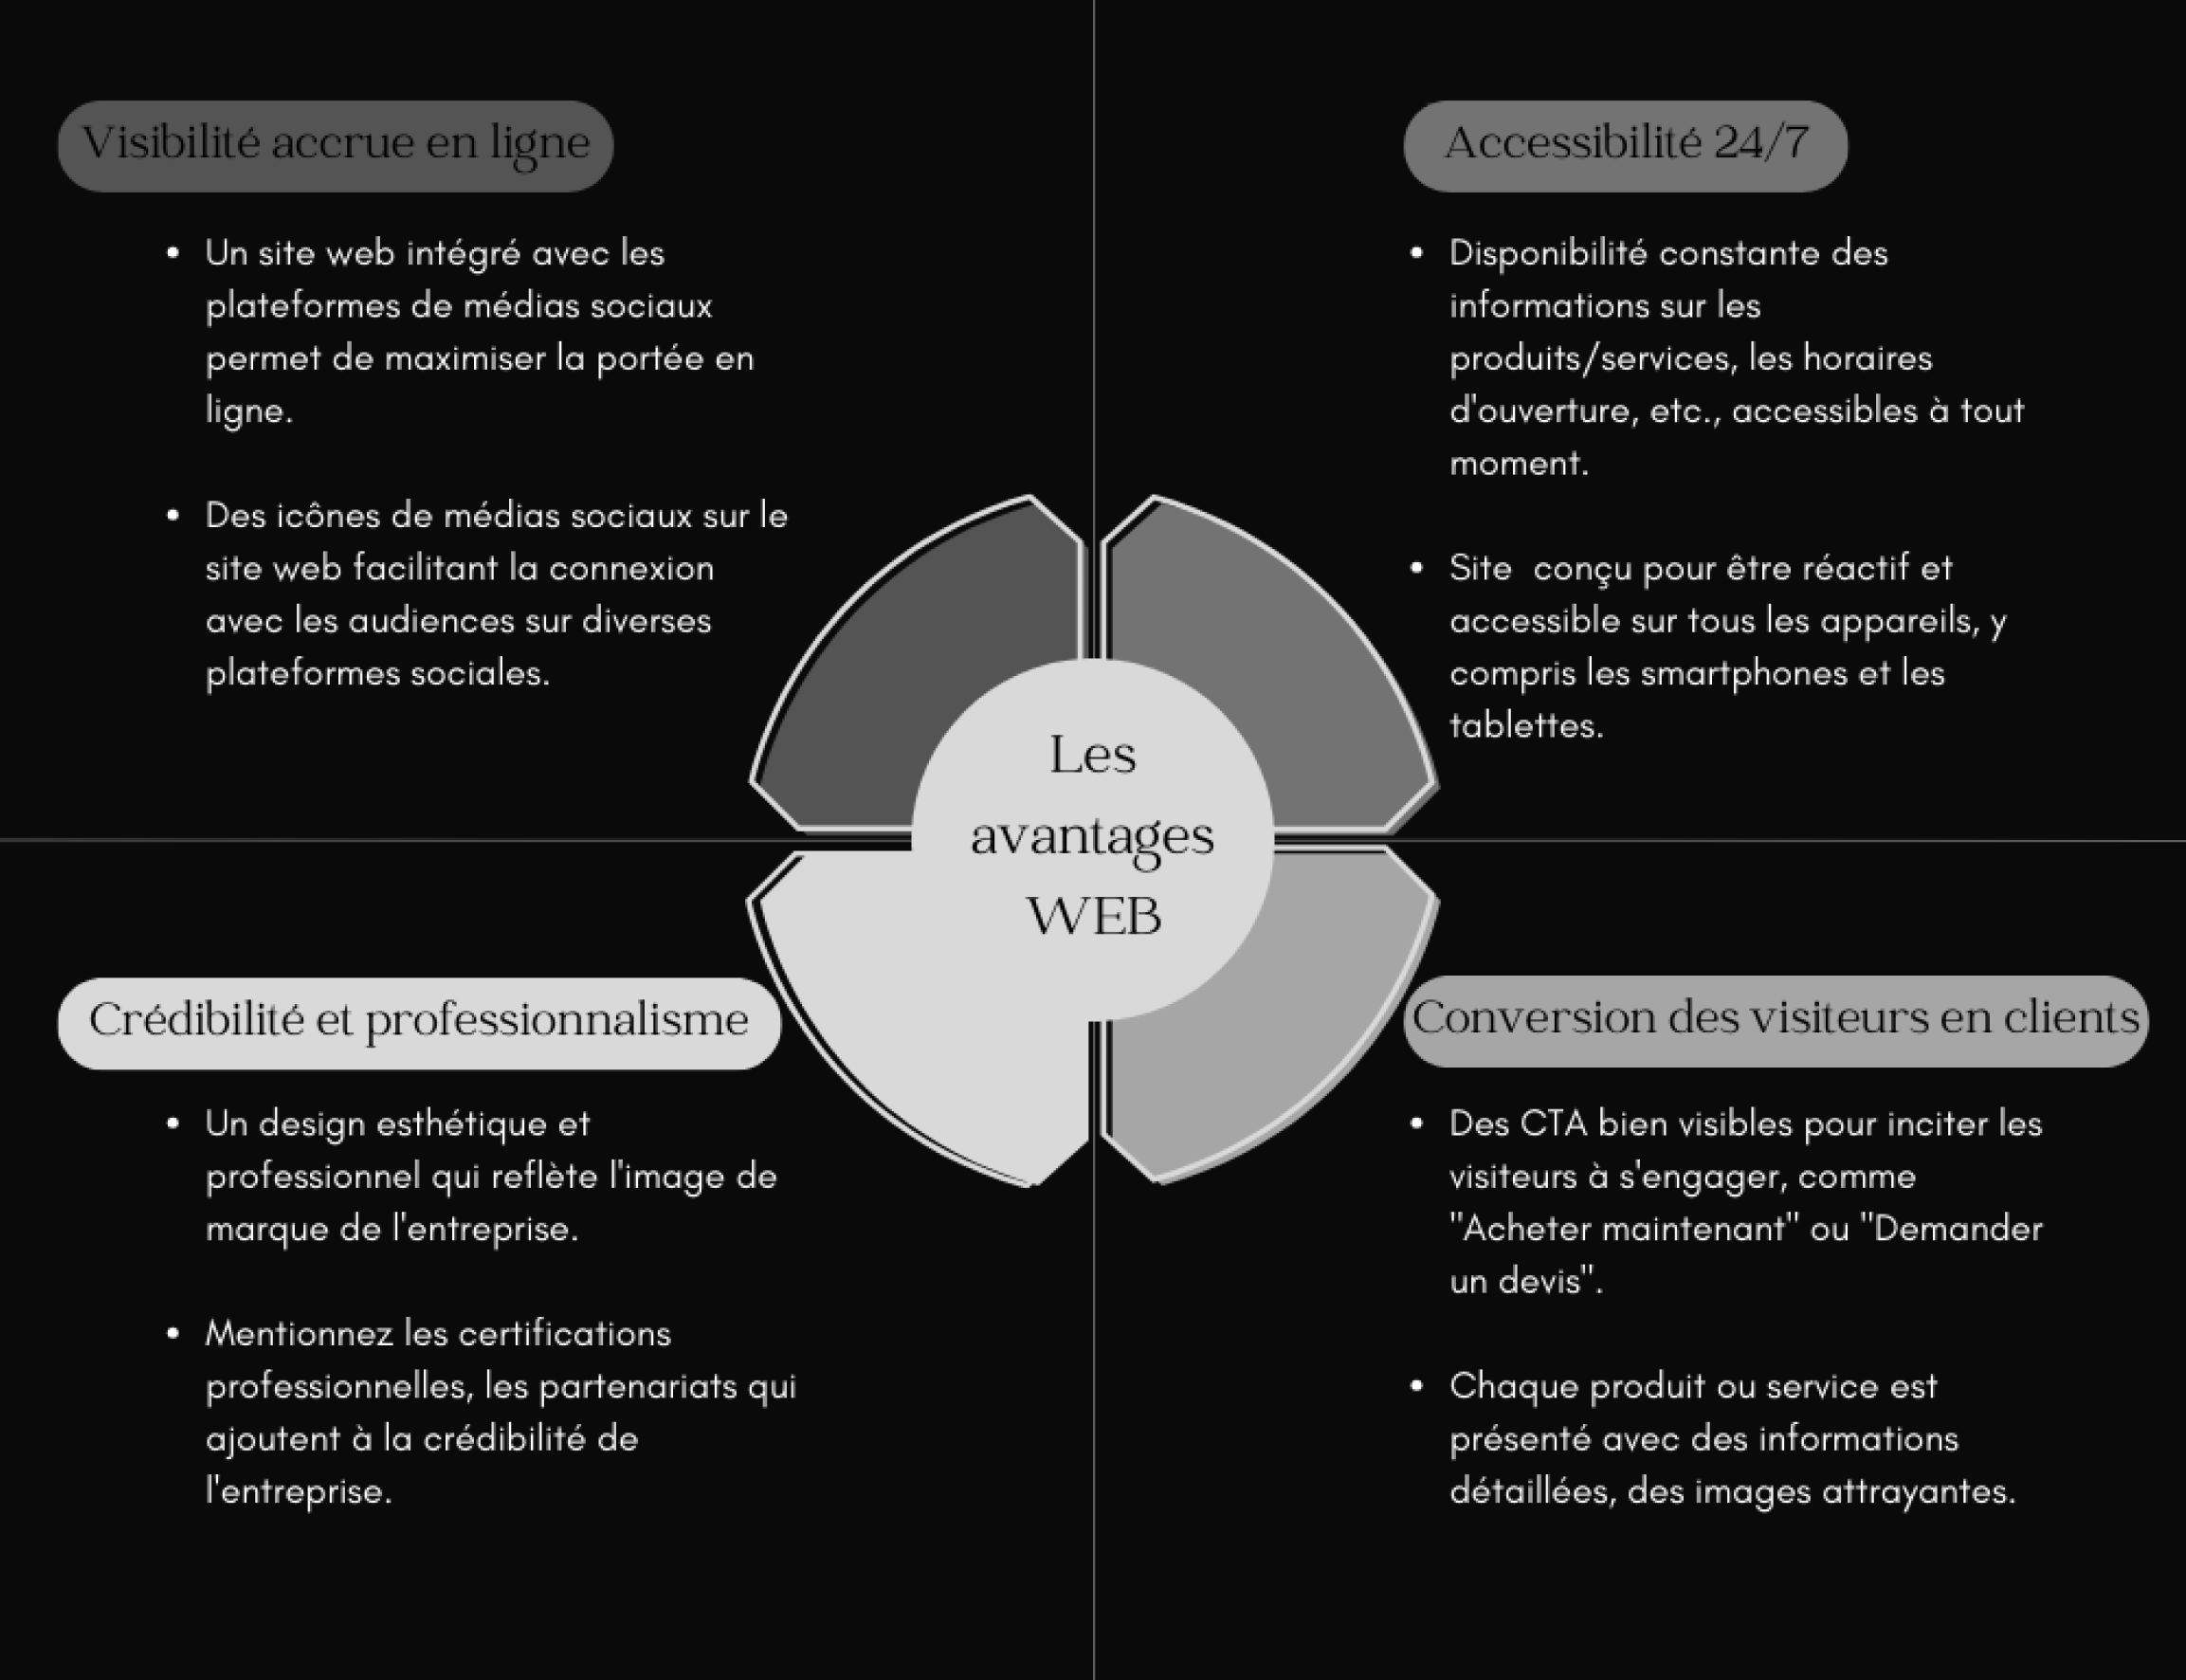 Visibilité accrue en ligne
• Un site web intégré avec les
plateformes de médias sociaux
permet de maximiser la portée en
ligne.
• Des icônes de médias sociaux sur le
site web facilitant la connexion
avec les audiences sur diverses
plateformes sociales.
Accessibilité 24/7
• Disponibilité constante des
informations sur les
produits/services, les horaires
d'ouverture, etc., accessibles à tout
moment.
• Site  conçu pour être réactif et
accessible sur tous les appareils, y
compris les smartphones et les
tablettes.
Les
avantages
WEB
Crédibilité et professionnalisme
• Un design esthétique et
professionnel qui reflète l'image de
marque de l'entreprise.
• Mentionnez les certifications
professionnelles, les partenariats qui
ajoutent à la crédibilité de
l'entreprise.
Conversion des visiteurs en clients
• Des CTA bien visibles pour inciter les
visiteurs à s'engager, comme
"Acheter maintenant" ou "Demander
un devis".
• Chaque produit ou service est
présenté avec des informations
détaillées, des images attrayantes.